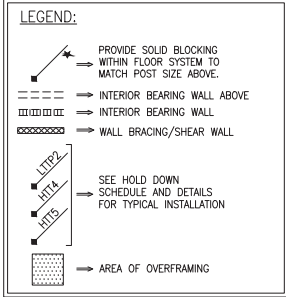 LEGEND:
PROVIDE SOLID BLOCKING
WITHIN FLOOR SYSTEM TO
MATCH POST SIZE ABOVE.
INTERIOR BEARING WALL ABOVE
INTERIOR BEARING WALL
WALL BRACING/SHEAR WALL
LTTP2
HTT4
HTT5
SEE HOLD DOWN
SCHEDULE AND DETAILS
FOR TYPICAL INSTALLATION
AREA OF OVERFRAMING